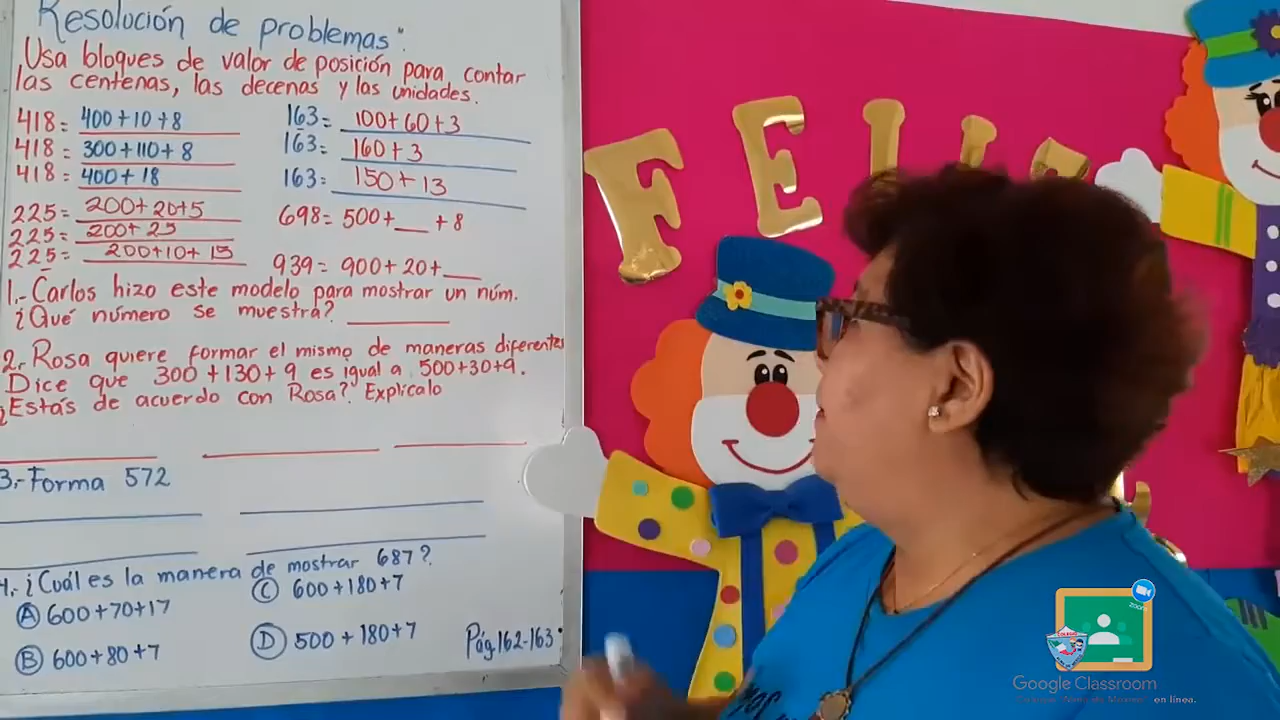 Resolución de problemas:
Usa bloques de valor de posición para contar
las centenas, las decenas y las unidades.
418 = 400+10+8
418 = 300+110+8
418 = 400+18
225 = 200+20+5
225 = 200+25
225 = 200+10+15
163 = 100+60+3
163 = 160+3
163 = 150+13
698 = 500+___+8
939 = 900+20+___
1.- Carlos hizo este modelo para mostrar un núm.
¿Qué número se muestra? ______
2.- Rosa quiere formar el mismo de maneras diferentes
Dice que 300+130+9 es igual a 500+30+9.
¿Estás de acuerdo con Rosa? Explícalo
3.- Forma 572
4.- ¿Cuál es la manera de mostrar 687?
A 600+70+17
B 600+80+7
C 600+180+7
D 500+180+7
Pág. 162-163
FELI
zoom
Google Classroom
en línea.